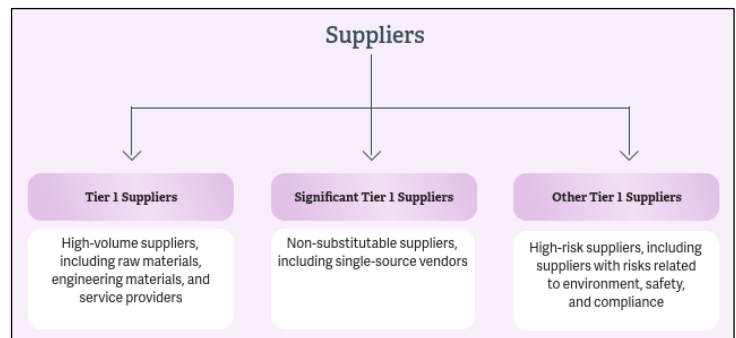 Suppliers
Tier 1 Suppliers
High-volume suppliers,
including raw materials,
engineering materials, and
service providers
Significant Tier 1 Suppliers
Non-substitutable suppliers,
including single-source vendors
Other Tier 1 Suppliers
High-risk suppliers, including
suppliers with risks related
to environment, safety,
and compliance